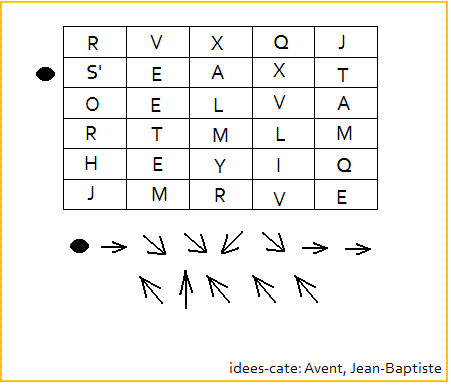 R V X Q J
S' E A X T
O E L V A
R T M L M
H E Y I Q
J M R V E
idees-cate: Avent, Jean-Baptiste